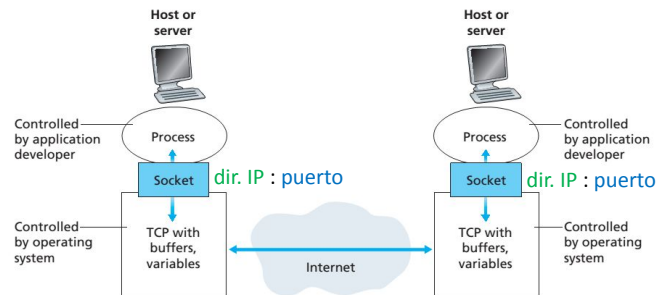 Host or
server
Host or
server
Controlled
by application
developer
Process
Process
Controlled
by application
developer
Socket
dir. IP : puerto
Socket
dir. IP : puerto
Controlled
by operating
system
TCP with
buffers,
variables
Internet
TCP with
buffers,
variables
Controlled
by operating
system